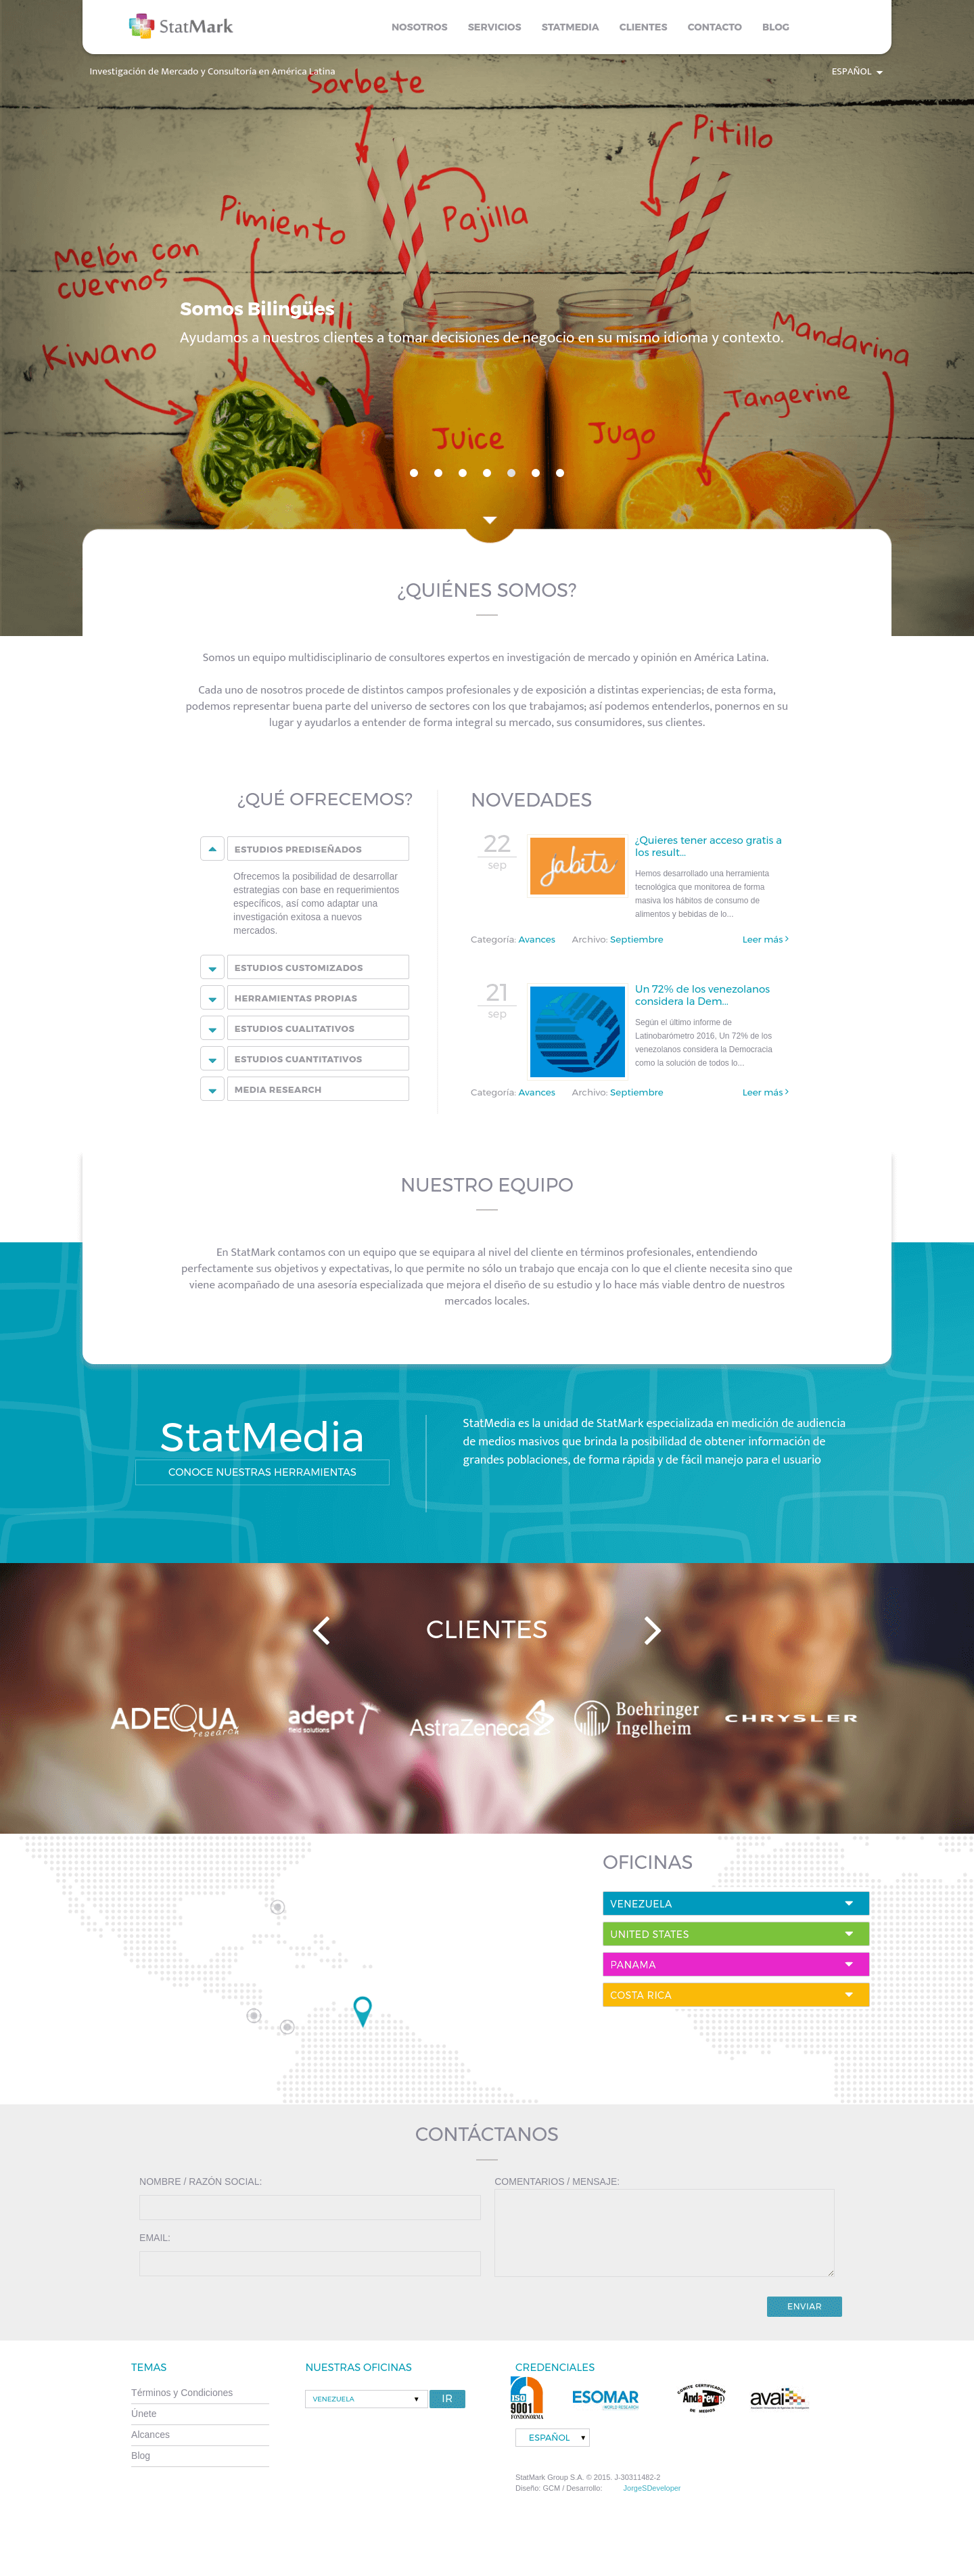 StatMark
NOSOTROS SERVICIOS STATMEDIA CLIENTES CONTACTO BLOG
Investigación de Mercado y Consultoría en América Latina
ESPAÑOL
Sorbete
Pitillo
Pimiento
Pajilla
Melón con
cuernos
Somos Bilingües
Chili
Ayudamos a nuestros clientes a tomar decisiones de negocio en su mismo idioma y contexto.
Mandarina
Kiwano
Tangerine
Juice
Jugo
¿QUIÉNES SOMOS?
Somos un equipo multidisciplinario de consultores expertos en investigación de mercado y opinión en América Latina.
Cada uno de nosotros procede de distintos campos profesionales y de exposición a distintas experiencias; de esta forma,
podemos representar buena parte del universo de sectores con los que trabajamos; así podemos entenderlos, ponernos en su
lugar y ayudarlos a entender de forma integral su mercado, sus consumidores, sus clientes.
¿QUÉ OFRECEMOS?
ESTUDIOS PREDISEÑADOS
Ofrecemos la posibilidad de desarrollar
estrategias con base en requerimientos
específicos, así como adaptar una
investigación exitosa a nuevos
mercados.
ESTUDIOS CUSTOMIZADOS
HERRAMIENTAS PROPIAS
ESTUDIOS CUALITATIVOS
ESTUDIOS CUANTITATIVOS
MEDIA RESEARCH
NOVEDADES
22
sep
jabits
¿Quieres tener acceso gratis a
los result...
Hemos desarrollado una herramienta
tecnológica que monitorea de forma
masiva los hábitos de consumo de
alimentos y bebidas de lo...
Categoría: Avances Archivo: Septiembre Leer más
21
sep
Un 72% de los venezolanos
considera la Dem...
Según el último informe de
Latinobarómetro 2016, Un 72% de los
venezolanos considera la Democracia
como la solución de todos lo...
Categoría: Avances Archivo: Septiembre Leer más
NUESTRO EQUIPO
En StatMark contamos con un equipo que se equipara al nivel del cliente en términos profesionales, entendiendo
perfectamente sus objetivos y expectativas, lo que permite no sólo un trabajo que encaja con lo que el cliente necesita sino que
viene acompañado de una asesoría especializada que mejora el diseño de su estudio y lo hace más viable dentro de nuestros
mercados locales.
StatMedia
CONOCE NUESTRAS HERRAMIENTAS
StatMedia es la unidad de StatMark especializada en medición de audiencia
de medios masivos que brinda la posibilidad de obtener información de
grandes poblaciones, de forma rápida y de fácil manejo para el usuario
CLIENTES
ADEQUA
research
adept
field solutions
AstraZeneca
Boehringer
Ingelheim
CHRYSLER
OFICINAS
VENEZUELA
UNITED STATES
PANAMA
COSTA RICA
CONTÁCTANOS
NOMBRE / RAZÓN SOCIAL:
EMAIL:
COMENTARIOS / MENSAJE:
ENVIAR
TEMAS
Términos y Condiciones
Únete
Alcances
Blog
NUESTRAS OFICINAS
VENEZUELA
IR
CREDENCIALES
ISO
9001
FONDONORMA
ESOMAR
WORLD RESEARCH
COMITE CERTIFICADOR
Anda Fevap
DE MEDIOS
avai
ESPAÑOL
StatMark Group S.A. © 2015. J-30311482-2
Diseño: GCM / Desarrollo: JorgeSDeveloper